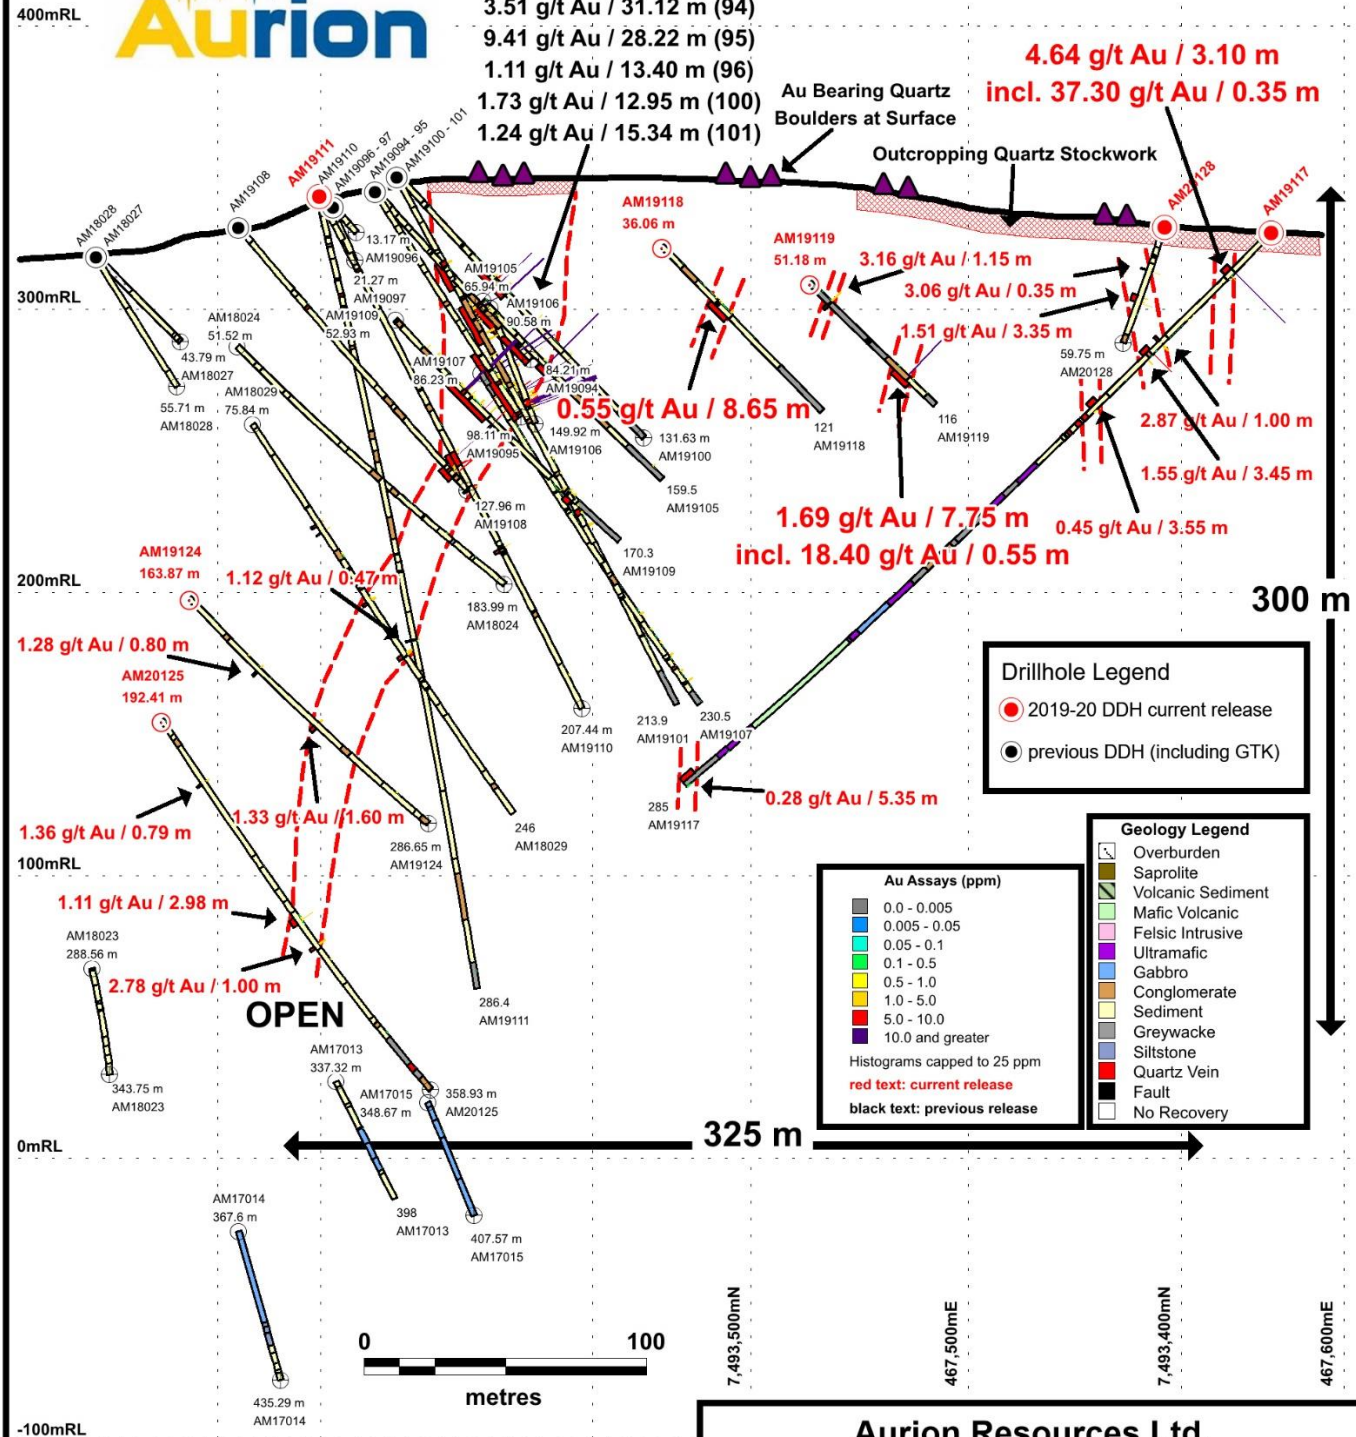 400mRL
Aurion
3.51 g/t Au / 31.12 m (94)
9.41 g/t Au / 28.22 m (95)
1.11 g/t Au / 13.40 m (96)
1.73 g/t Au / 12.95 m (100)
1.24 g/t Au / 15.34 m (101)
Au Bearing Quartz
Boulders at Surface
Outcropping Quartz Stockwork
4.64 g/t Au / 3.10 m
incl. 37.30 g/t Au / 0.35 m
AM18028
AM18027
AM19108
AM19111
AM19110
AM19096 - 97
AM19094 - 95
AM19100 - 101
AM19118
36.06 m
AM19119
51.18 m
AM20128
AM19117
3.16 g/t Au / 1.15 m
3.06 g/t Au / 0.35 m
1.51 g/t Au / 3.35 m
300mRL
13.17 m
AM19096
21.27 m
AM19097
AM19109
52.93 m
AM19105
65.94 m
AM19106
90.58 m
AM19107
86.23 m
84.21 m
AM19094
AM18024
51.52 m
43.79 m
AM18027
AM18029
75.84 m
55.71 m
AM18028
98.11 m
AM19095
149.92 m
AM19106
131.63 m
AM19100
159.5
AM19105
0.55 g/t Au / 8.65 m
121
AM19118
116
AM19119
59.75 m
AM20128
2.87 g/t Au / 1.00 m
1.55 g/t Au / 3.45 m
0.45 g/t Au / 3.55 m
1.69 g/t Au / 7.75 m
incl. 18.40 g/t Au / 0.55 m
127.96 m
AM19108
170.3
AM19109
200mRL
AM19124
163.87 m
1.12 g/t Au / 0.47 m
183.99 m
AM18024
300 m
1.28 g/t Au / 0.80 m
AM20125
192.41 m
207.44 m
AM19110
213.9
AM19101
230.5
AM19107
Drillhole Legend
2019-20 DDH current release
previous DDH (including GTK)
1.36 g/t Au / 0.79 m
1.33 g/t Au / 1.60 m
286.65 m
AM19124
246
AM18029
285
AM19117
0.28 g/t Au / 5.35 m
100mRL
1.11 g/t Au / 2.98 m
AM18023
288.56 m
2.78 g/t Au / 1.00 m
OPEN
286.4
AM19111
Au Assays (ppm)
0.0 - 0.005
0.005 - 0.05
0.05 - 0.1
0.1 - 0.5
0.5 - 1.0
1.0 - 5.0
5.0 - 10.0
10.0 and greater
Histograms capped to 25 ppm
red text: current release
black text: previous release
Geology Legend
Overburden
Saprolite
Volcanic Sediment
Mafic Volcanic
Felsic Intrusive
Ultramafic
Gabbro
Conglomerate
Sediment
Greywacke
Siltstone
Quartz Vein
Fault
No Recovery
343.75 m
AM18023
AM17013
337.32 m
AM17015
348.67 m
358.93 m
AM20125
0mRL
325 m
AM17014
367.6 m
398
AM17013
407.57 m
AM17015
435.29 m
AM17014
0
100
metres
7,493,500mN
467,500mE
7,493,400mN
467,600mE
-100mRL
Aurion Resources Ltd